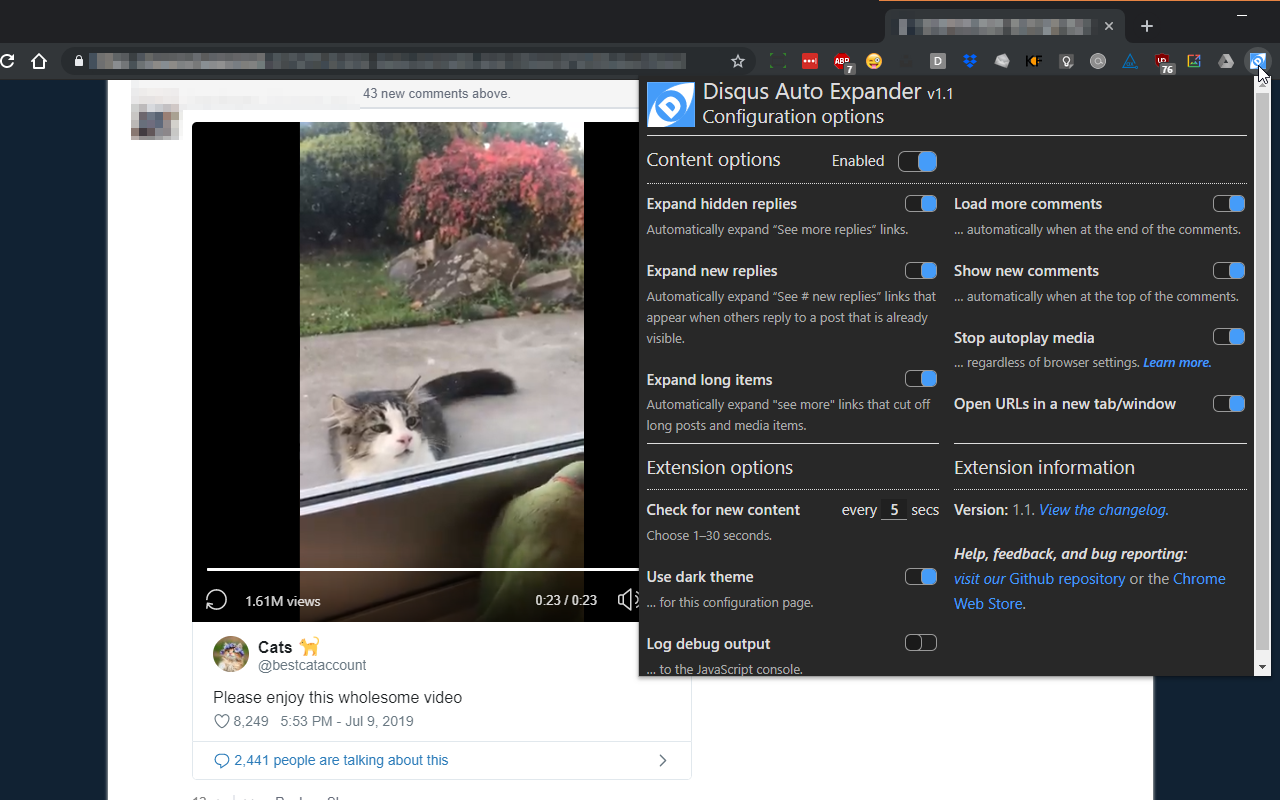 ABP
7
D
76
43 new comments above.
Disqus Auto Expander v1.1
Configuration options
Content options Enabled
Expand hidden replies
Automatically expand “See more replies” links.
Expand new replies
Automatically expand “See # new replies” links that
appear when others reply to a post that is already
visible.
Expand long items
Automatically expand "see more" links that cut off
long posts and media items.
Load more comments
... automatically when at the end of the comments.
Show new comments
... automatically when at the top of the comments.
Stop autoplay media
... regardless of browser settings. Learn more.
Open URLs in a new tab/window
Extension options
Check for new content every 5 secs
Choose 1–30 seconds.
Use dark theme
... for this configuration page.
Log debug output
... to the JavaScript console.
Extension information
Version: 1.1. View the changelog.
Help, feedback, and bug reporting:
visit our Github repository or the Chrome
Web Store.
1.61M views 0:23 / 0:23
Cats
@bestcataccount
Please enjoy this wholesome video
8,249 5:53 PM - Jul 9, 2019
2,441 people are talking about this